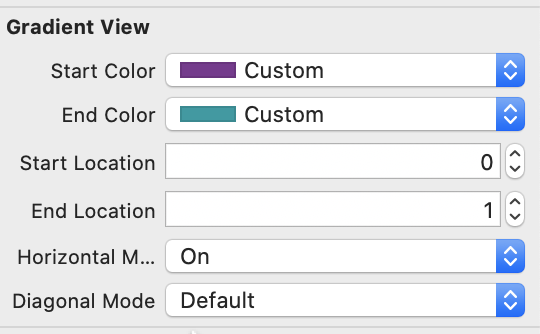 Gradient View
Start Color Custom
End Color Custom
Start Location 0
End Location 1
Horizontal M... On
Diagonal Mode Default